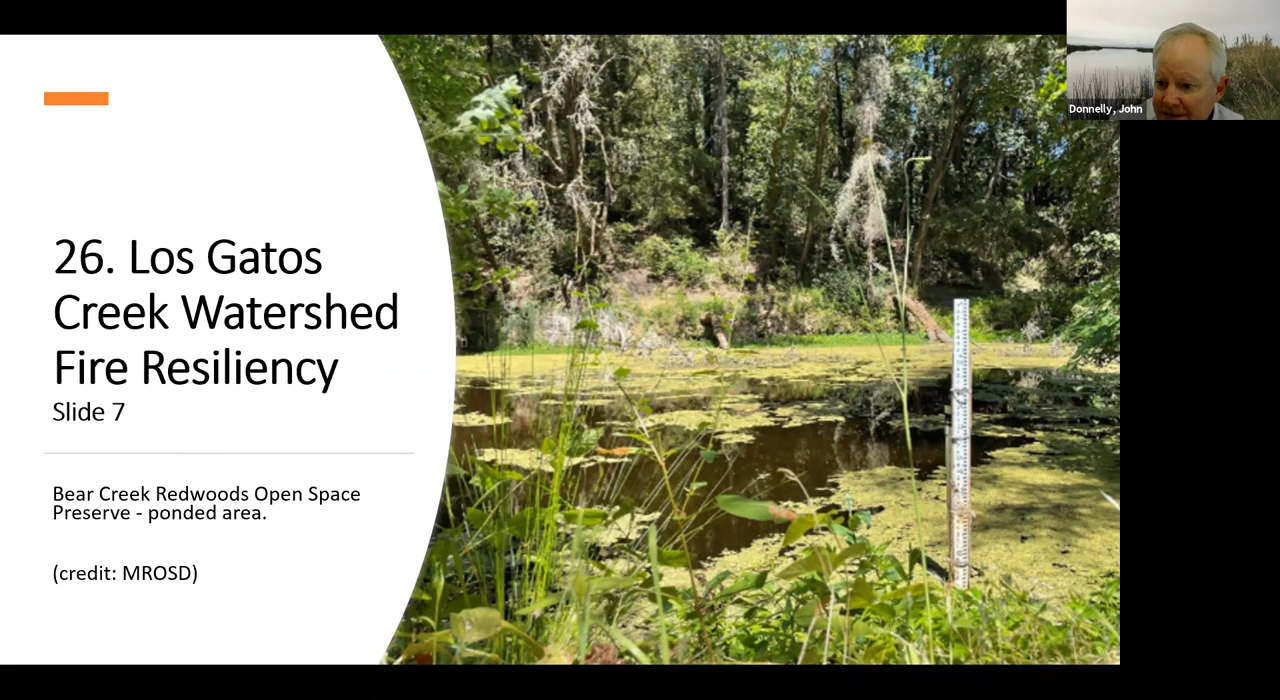 26. Los Gatos
Creek Watershed
Fire Resiliency
Slide 7
Bear Creek Redwoods Open Space
Preserve - ponded area.
(credit: MROSD)
Donnelly, John